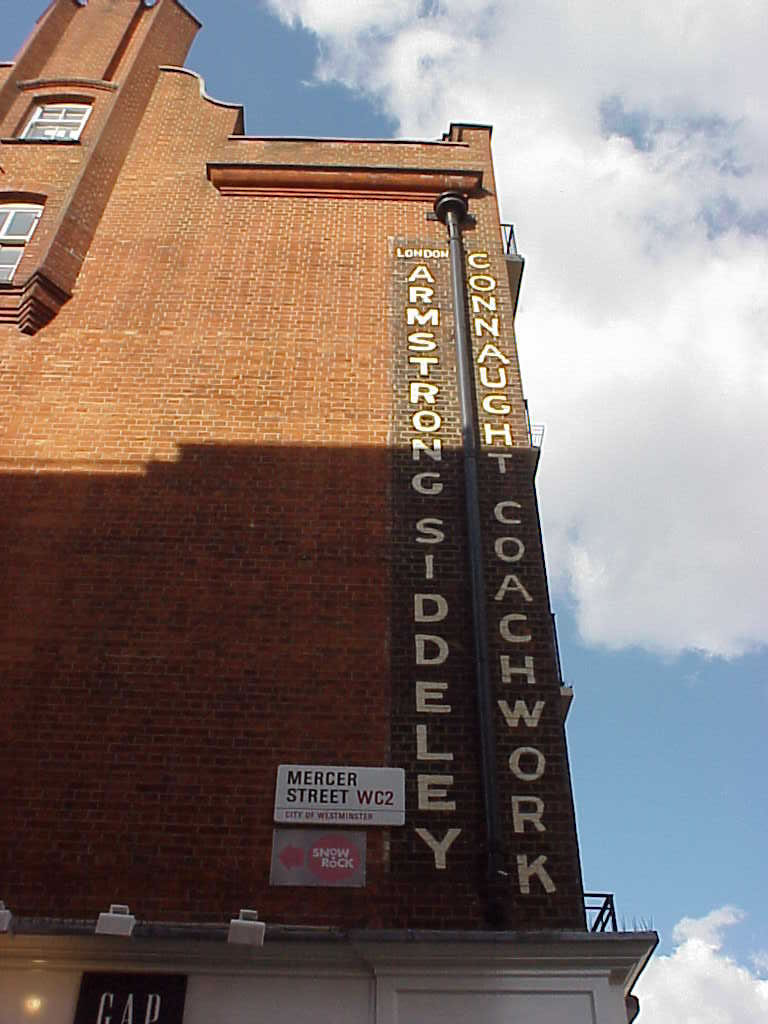 LONDON
ARMSTRONG SIDDELEY
CONNAUGHT COACHWORK
MERCER
STREET WC2
CITY OF WESTMINSTER
SNOW
ROCK
GAP